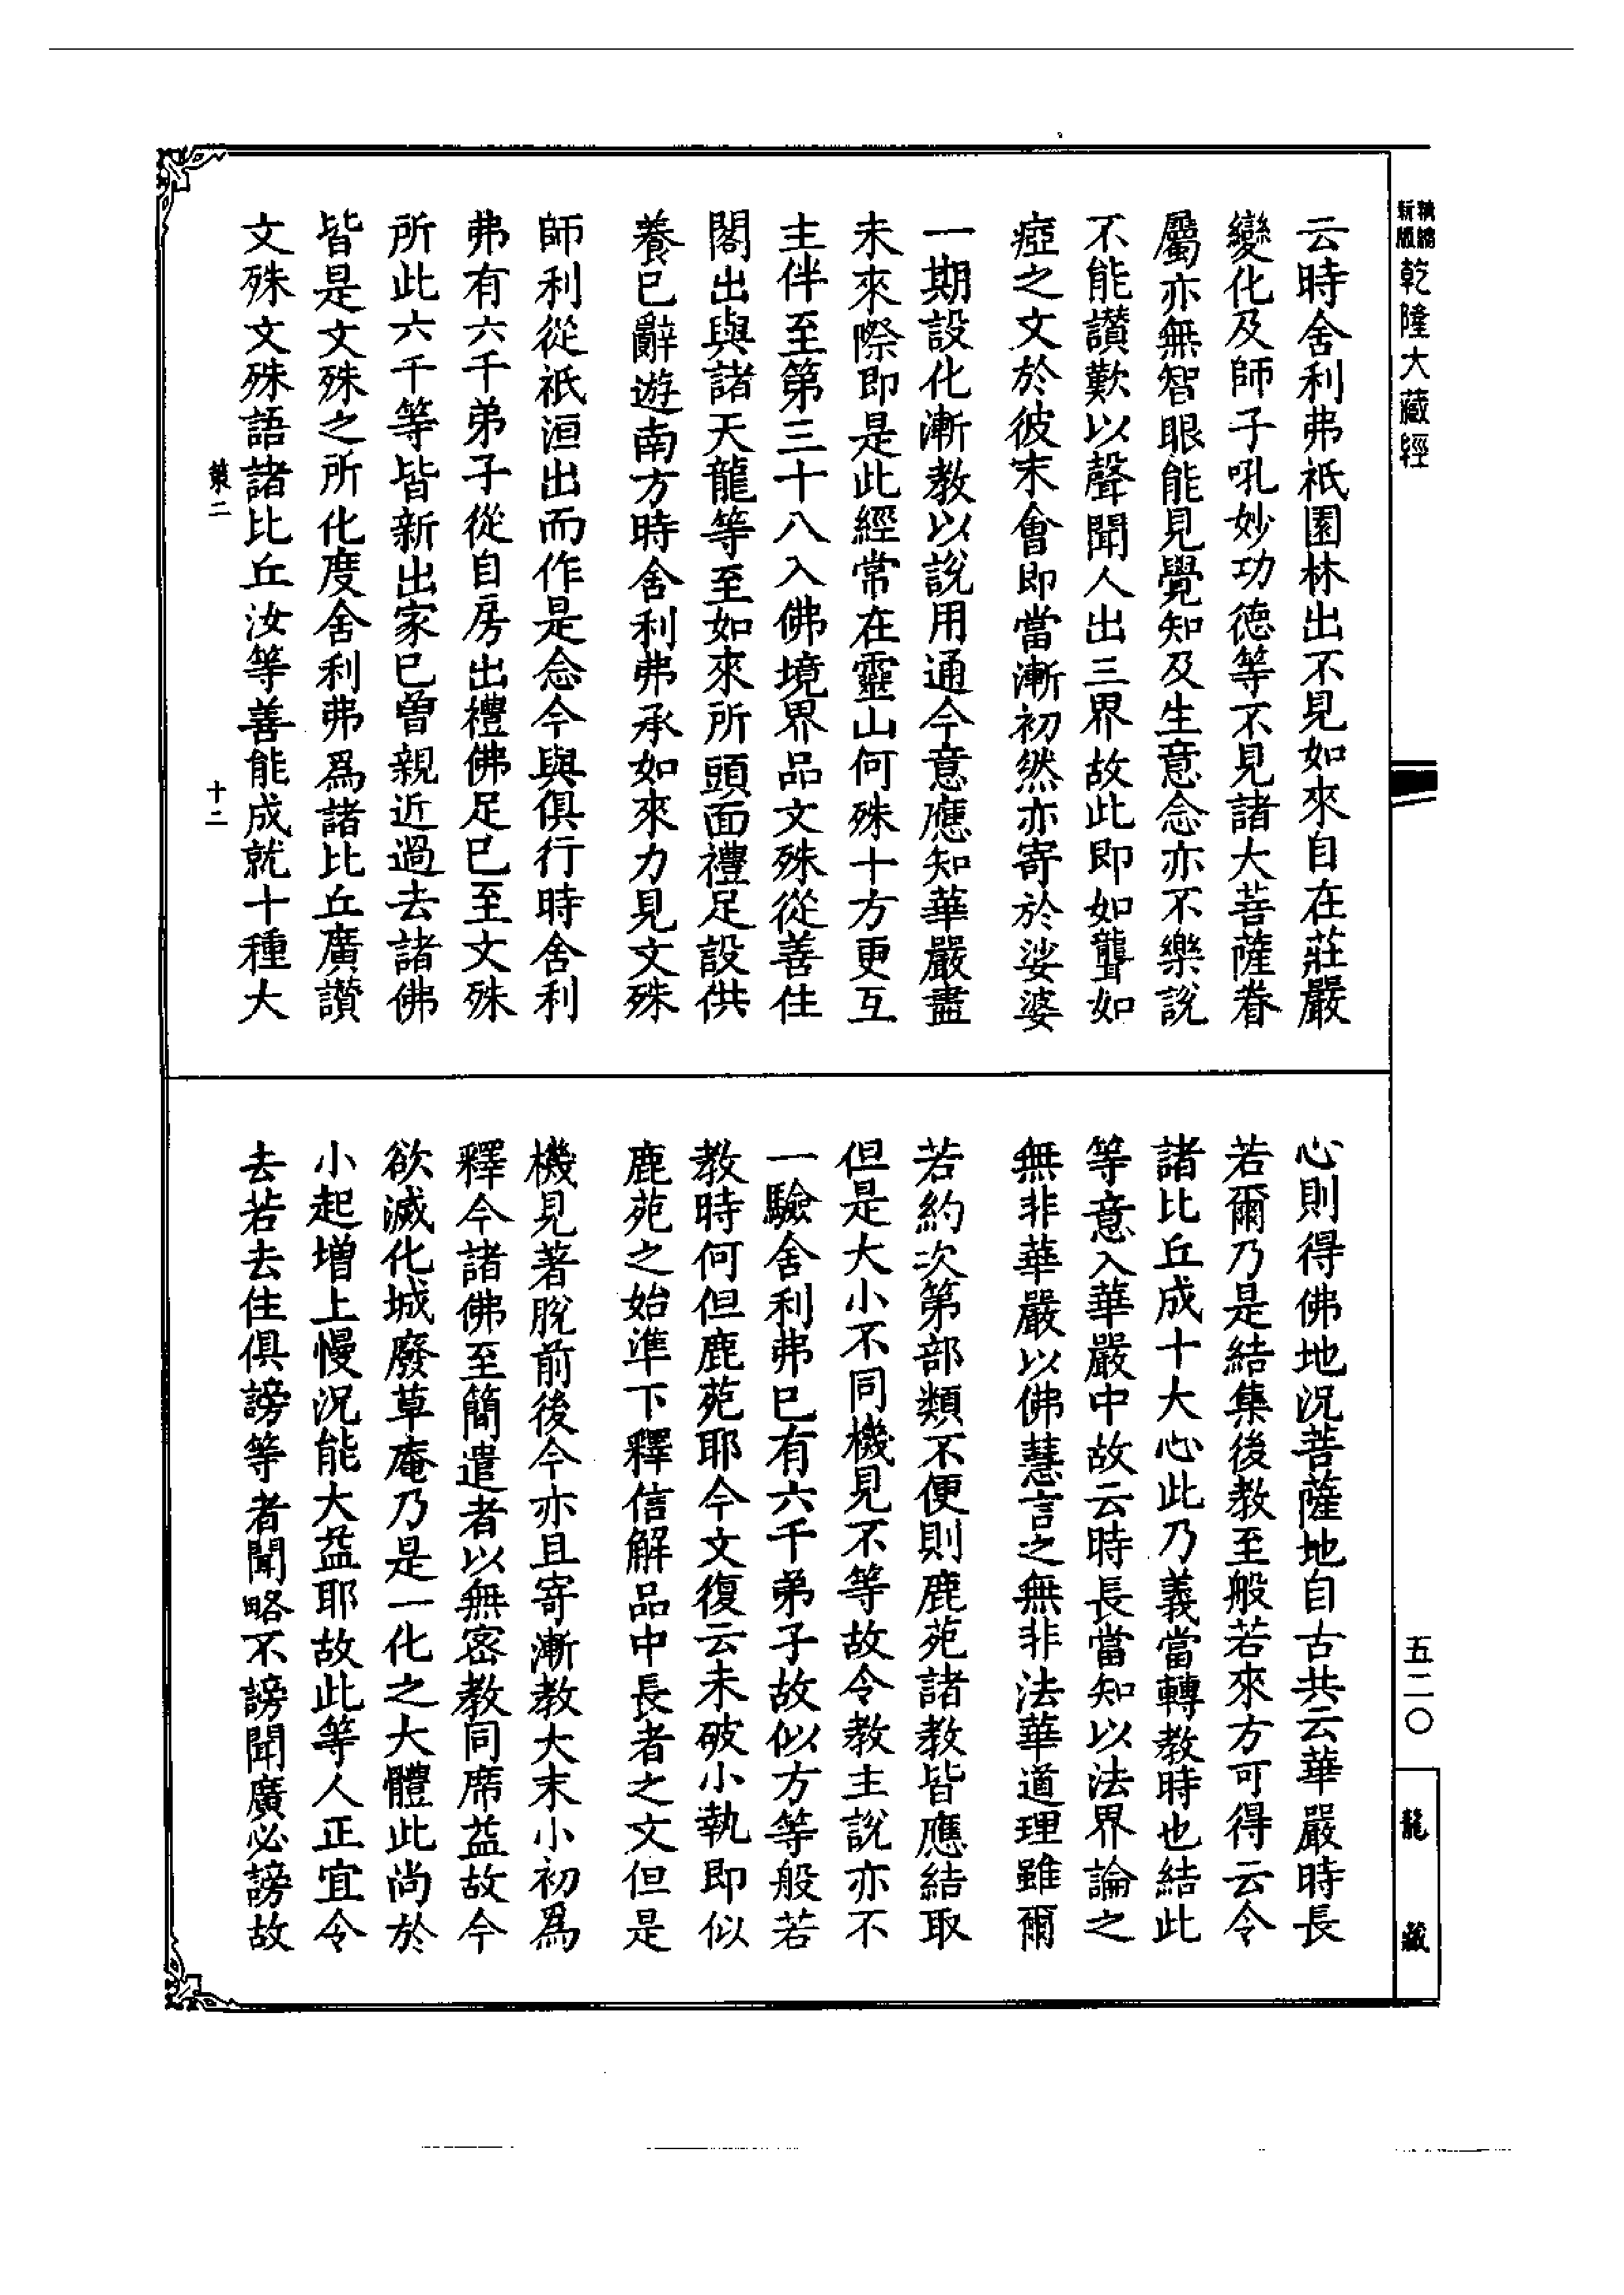 新版精縮乾隆大藏經
云時舍利弗祇園林出不見如來自在莊嚴
變化及師子吼妙功德等不見諸大菩薩眷
屬亦無智眼能見覺知及生意念亦不樂說
不能讚歎以聲聞人出三界故此即如聾如
瘂之文於彼末會即當漸初然亦寄於娑婆
一期設化漸教以說用通今意應知華嚴盡
未來際即是此經常在靈山何殊十方更互
主伴至第三十八入佛境界品文殊從善住
閣出與諸天龍等至如來所頭面禮足設供
養已辭遊南方時舍利弗承如來力見文殊
師利從祇洹出而作是念今與俱行時舍利
弗有六千弟子從自房出禮佛足已至文殊
所此六千等皆新出家已曾親近過去諸佛
皆是文殊之所化度舍利弗爲諸比丘廣讚
文殊文殊語諸比丘汝等善能成就十種大
策二
十二
心則得佛地況菩薩地自古共云華嚴時長
若爾乃是結集後教至般若來方可得云令
諸比丘成十大心此乃義當轉教時也結此
等意入華嚴中故云時長當知以法界論之
無非華嚴以佛慧言之無非法華道理雖爾
若約次第部類不便則鹿苑諸教皆應結取
但是大小不同機見不等故令教主說亦不
一驗舍利弗已有六千弟子故似方等般若
教時何但鹿苑耶今文復云未破小執即似
鹿苑之始準下釋信解品中長者之文但是
機見著脫前後今亦且寄漸教大末小初爲
釋今諸佛至簡遣者以無密教同席益故今
欲滅化城廢草庵乃是一化之大體此尚於
小起增上慢況能大益耶故此等人正宜令
去若去住俱謗等者聞略不謗聞廣必謗故
五二〇
龍藏